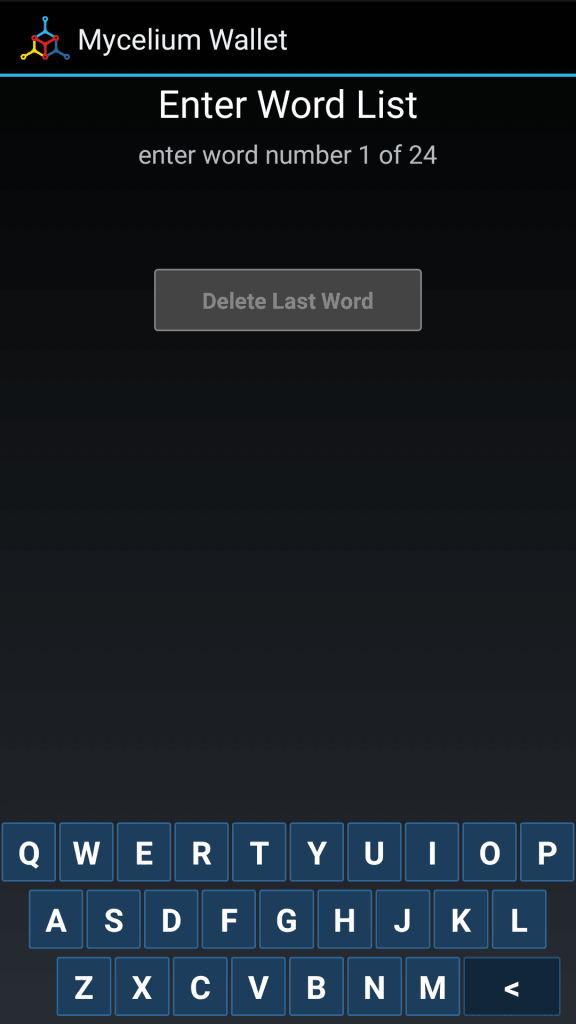 Mycelium Wallet
Enter Word List
enter word number 1 of 24
Delete Last Word
Q W E R T Y U I O P
A S D F G H J K L
Z X C V B N M <